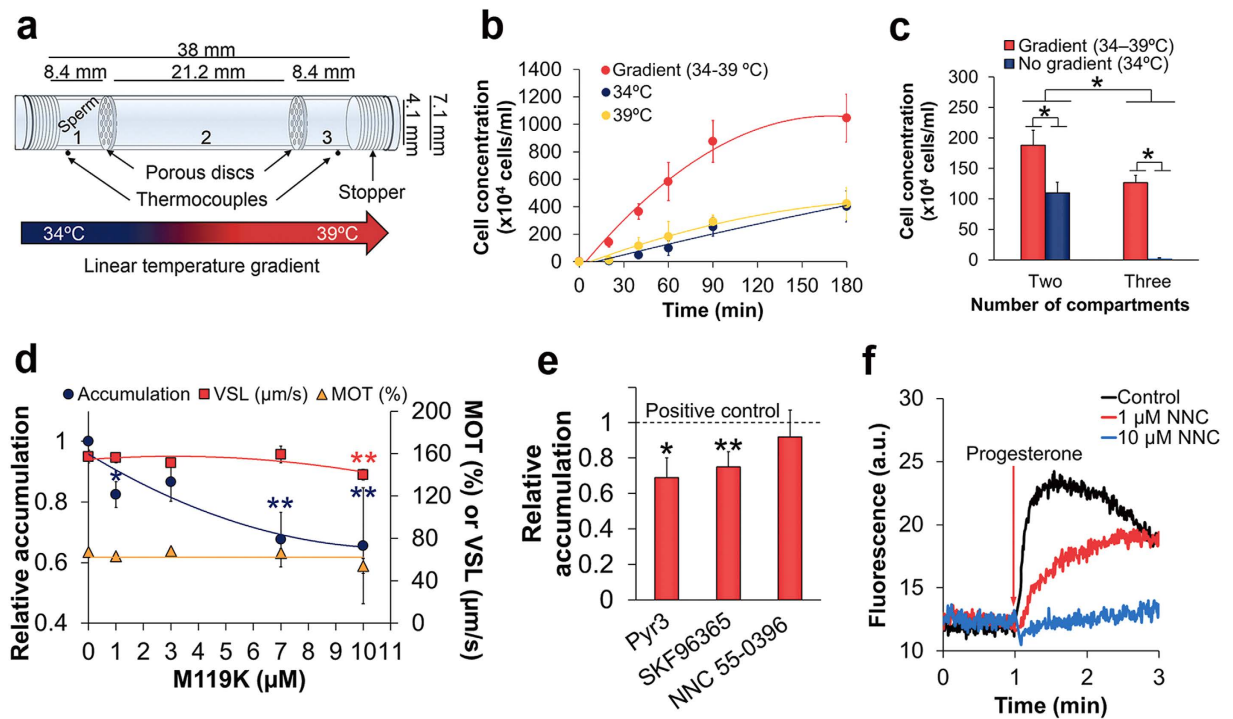 a
38 mm
8.4 mm 21.2 mm 8.4 mm
Sperm
1 2 3
4.1 mm
7.1 mm
Porous discs
Thermocouples
Stopper
34ºC 39ºC
Linear temperature gradient
b
Cell concentration
(x10⁴ cells/ml)
1400
1200
1000
800
600
400
200
0
Gradient (34-39 ºC)
34ºC
39ºC
0 30 60 90 120 150 180
Time (min)
c
Gradient (34–39ºC)
No gradient (34ºC)
Cell concentration
(x10⁴ cells/ml)
300
250
200
150
100
50
0
*
* *
Two Three
Number of compartments
d
Accumulation VSL (µm/s) MOT (%)
Relative accumulation
1
0.8
0.6
0.4
* ** ** **
200
160
120
80
40
0
MOT (%) or VSL (µm/s)
0 1 2 3 4 5 6 7 8 9 10 11
M119K (µM)
e
Relative
accumulation
Positive control
1
0.8
0.6
0.4
0.2
0
* **
Pyr3
SKF96365
NNC 55-0396
f
Control
1 µM NNC
10 µM NNC
Progesterone
Fluorescence (a.u.)
30
25
20
15
10
0 1 2 3
Time (min)